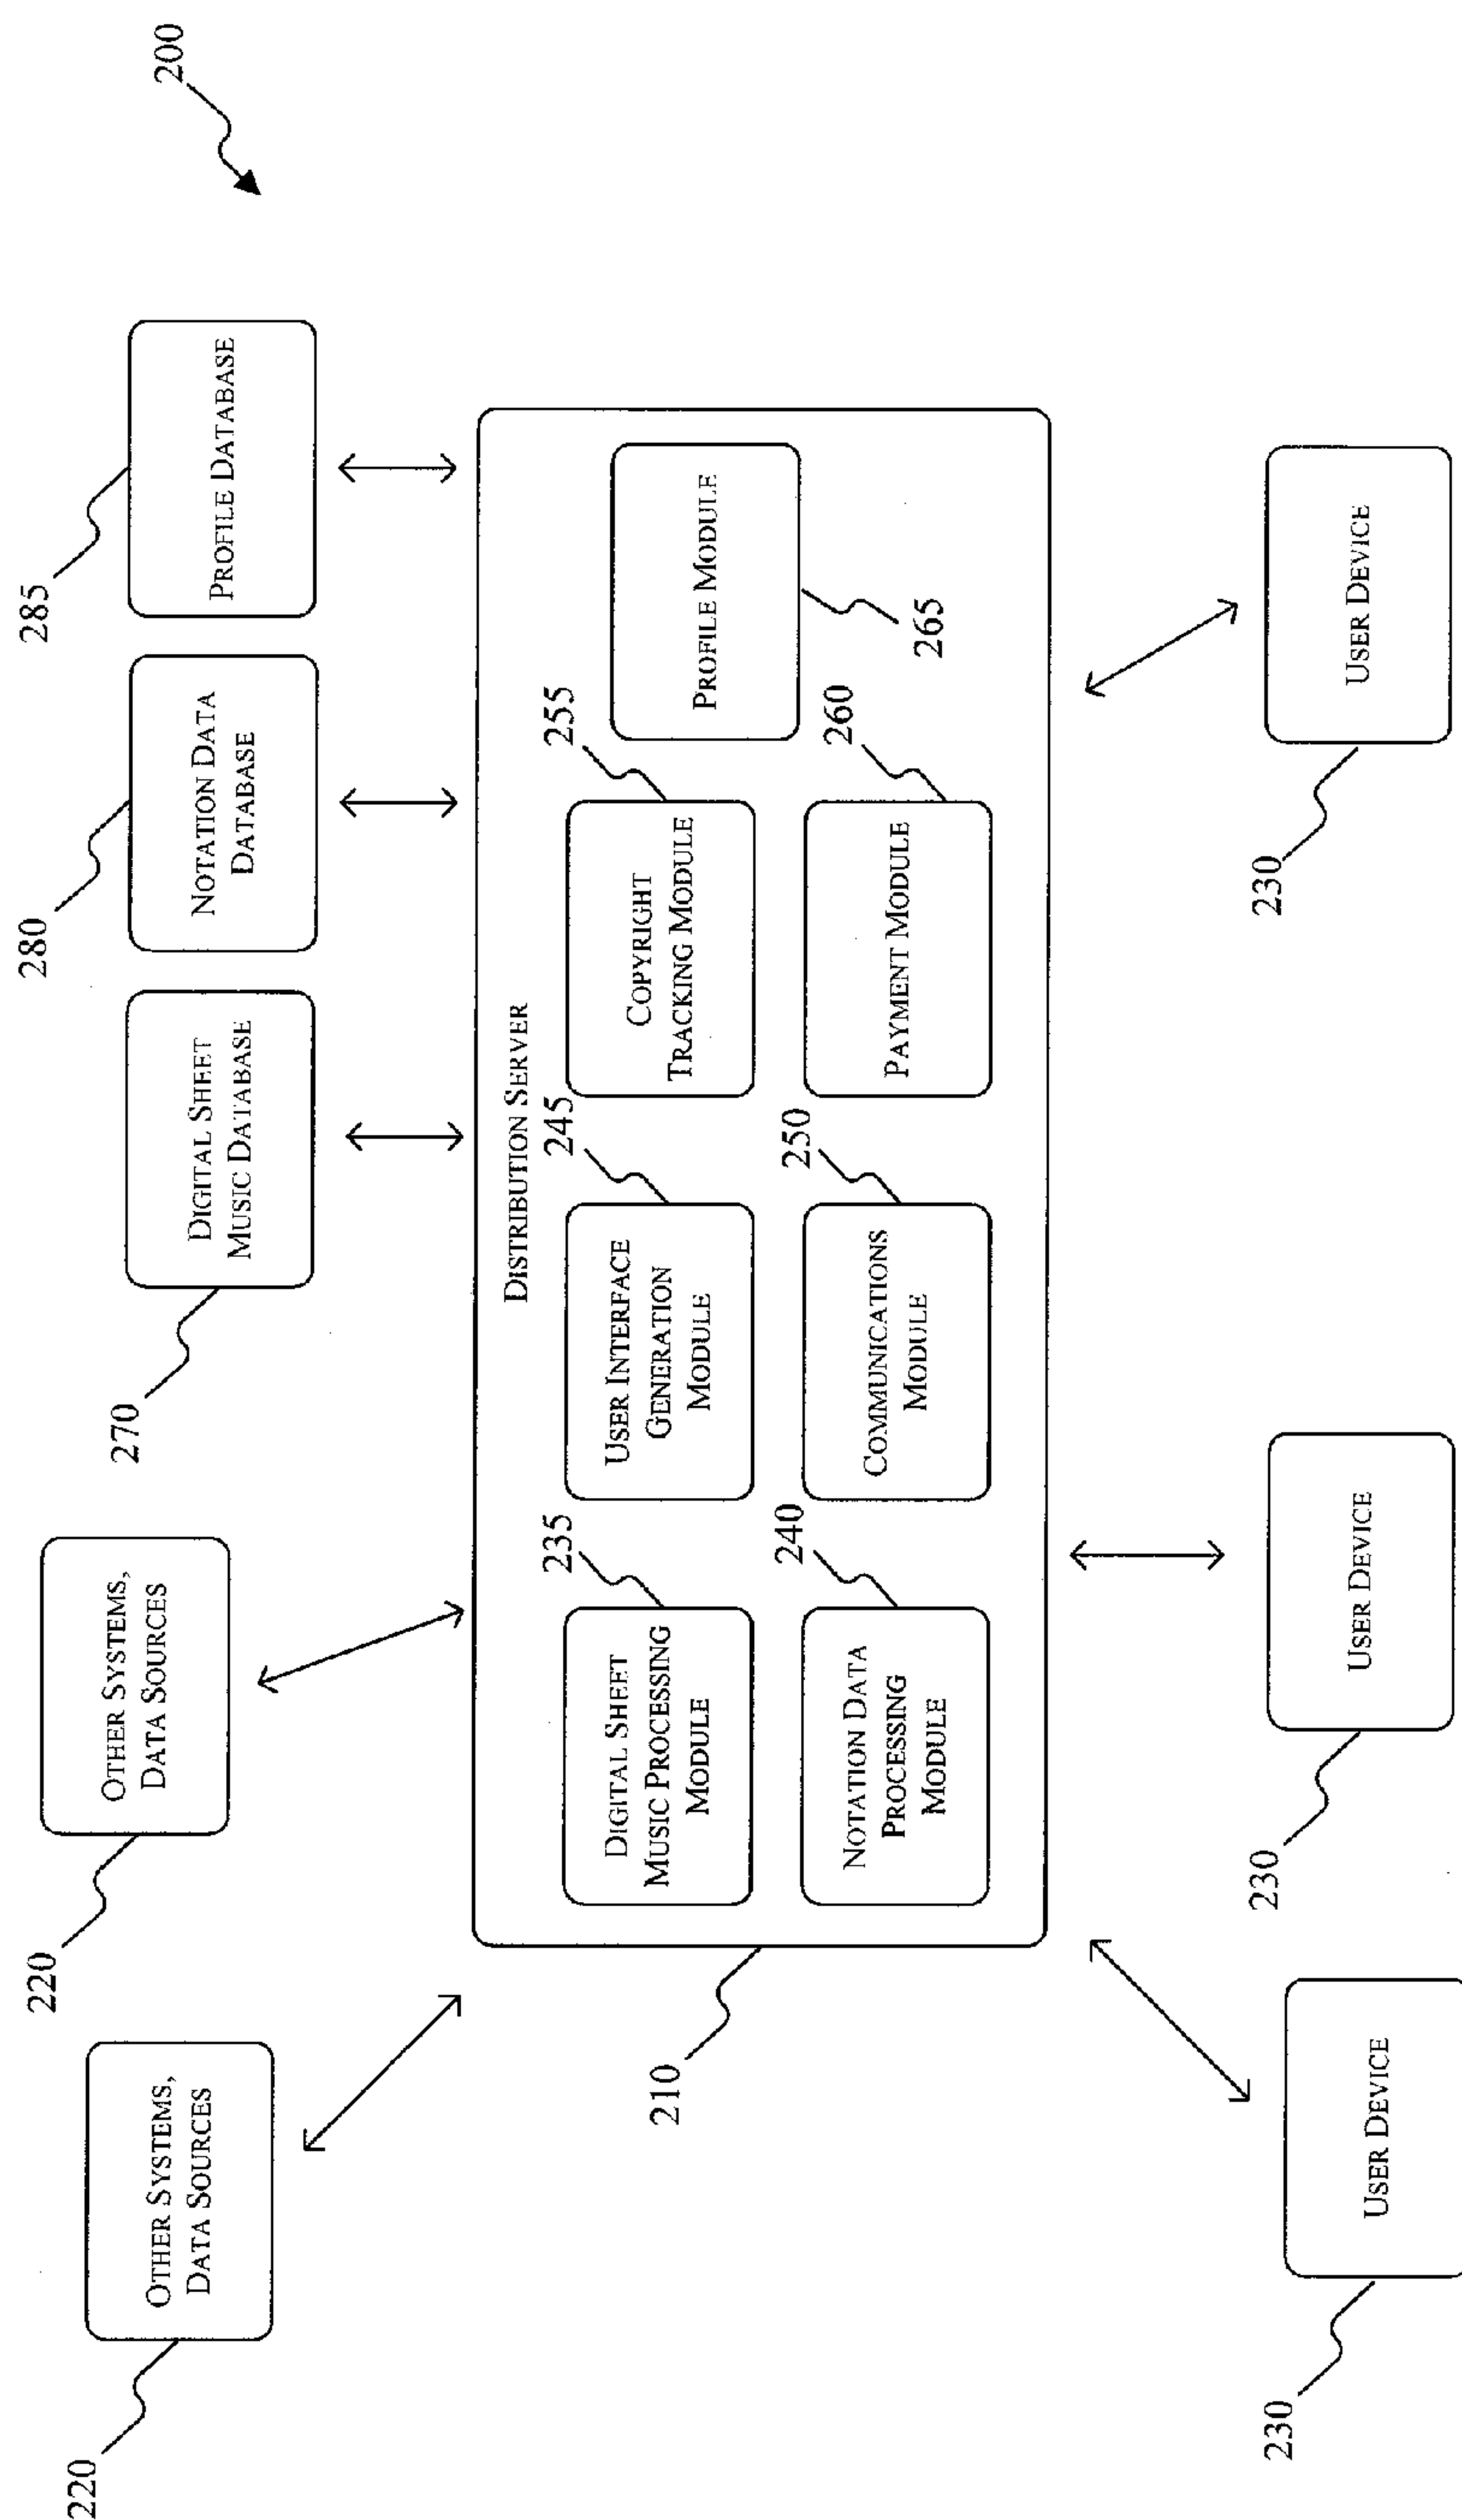 200
220
OTHER SYSTEMS,
DATA SOURCES
220
OTHER SYSTEMS,
DATA SOURCES
270
DIGITAL SHEET
MUSIC DATABASE
280
NOTATION DATA
DATABASE
285
PROFILE DATABASE
210
DISTRIBUTION SERVER
235
DIGITAL SHEET
MUSIC PROCESSING
MODULE
245
USER INTERFACE
GENERATION
MODULE
255
COPYRIGHT
TRACKING MODULE
PROFILE MODULE
265
240
NOTATION DATA
PROCESSING
MODULE
250
COMMUNICATIONS
MODULE
260
PAYMENT MODULE
230
USER DEVICE
230
USER DEVICE
230
USER DEVICE